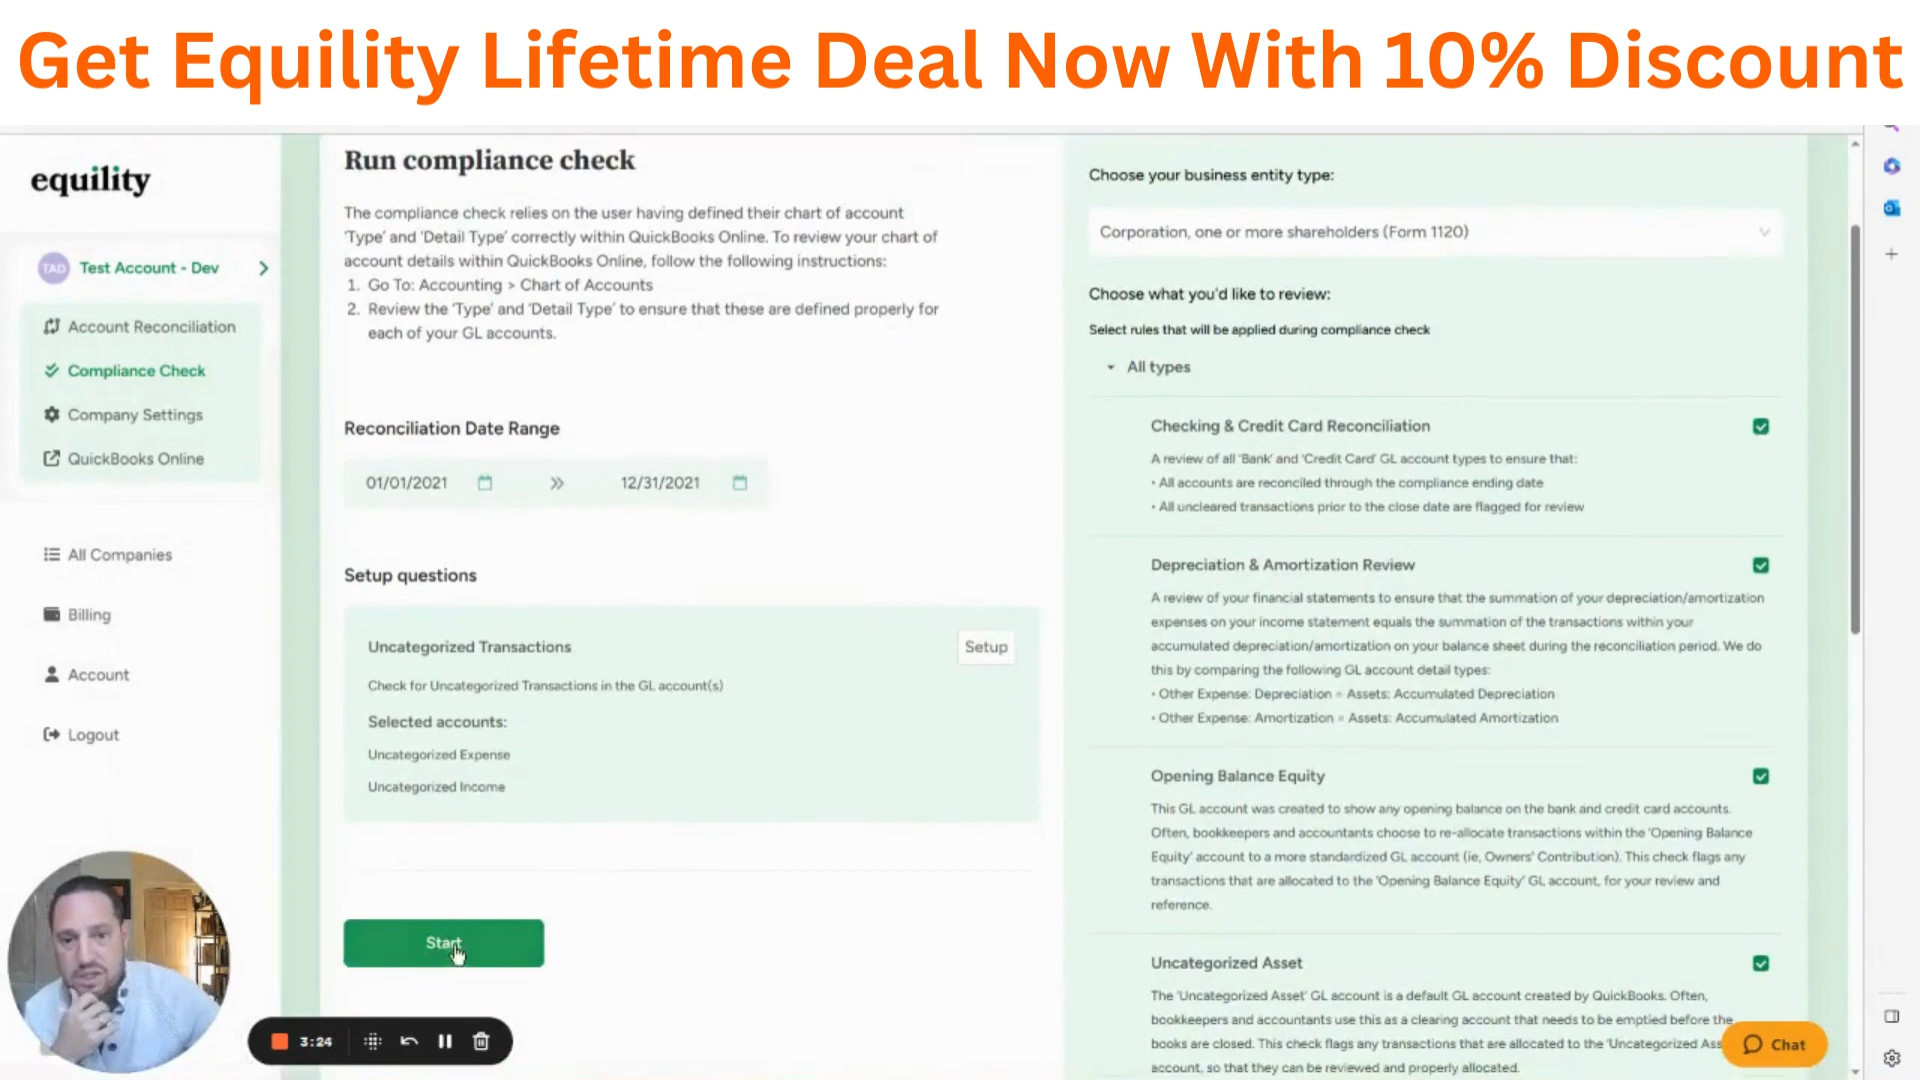 Get Equility Lifetime Deal Now With 10% Discount
equility
TAD Test Account - Dev
Account Reconciliation
Compliance Check
Company Settings
QuickBooks Online
All Companies
Billing
Account
Logout
Run compliance check
The compliance check relies on the user having defined their chart of account
'Type' and 'Detail Type' correctly within QuickBooks Online. To review your chart of
account details within QuickBooks Online, follow the following instructions:
1. Go To: Accounting > Chart of Accounts
2. Review the 'Type' and 'Detail Type' to ensure that these are defined properly for
each of your GL accounts.
Reconciliation Date Range
01/01/2021 » 12/31/2021
Setup questions
Uncategorized Transactions
Setup
Check for Uncategorized Transactions in the GL account(s)
Selected accounts:
Uncategorized Expense
Uncategorized Income
Start
3:24
Choose your business entity type:
Corporation, one or more shareholders (Form 1120)
Choose what you'd like to review:
Select rules that will be applied during compliance check
All types
Checking & Credit Card Reconciliation
A review of all 'Bank' and 'Credit Card' GL account types to ensure that:
• All accounts are reconciled through the compliance ending date
• All uncleared transactions prior to the close date are flagged for review
Depreciation & Amortization Review
A review of your financial statements to ensure that the summation of your depreciation/amortization
expenses on your income statement equals the summation of the transactions within your
accumulated depreciation/amortization on your balance sheet during the reconciliation period. We do
this by comparing the following GL account detail types:
• Other Expense: Depreciation = Assets: Accumulated Depreciation
• Other Expense: Amortization = Assets: Accumulated Amortization
Opening Balance Equity
This GL account was created to show any opening balance on the bank and credit card accounts.
Often, bookkeepers and accountants choose to re-allocate transactions within the 'Opening Balance
Equity' account to a more standardized GL account (ie, Owners' Contribution). This check flags any
transactions that are allocated to the 'Opening Balance Equity' GL account, for your review and
reference.
Uncategorized Asset
The 'Uncategorized Asset' GL account is a default GL account created by QuickBooks. Often,
bookkeepers and accountants use this as a clearing account that needs to be emptied before the
books are closed. This check flags any transactions that are allocated to the 'Uncategorized Ass
account, so that they can be reviewed and properly allocated.
Chat